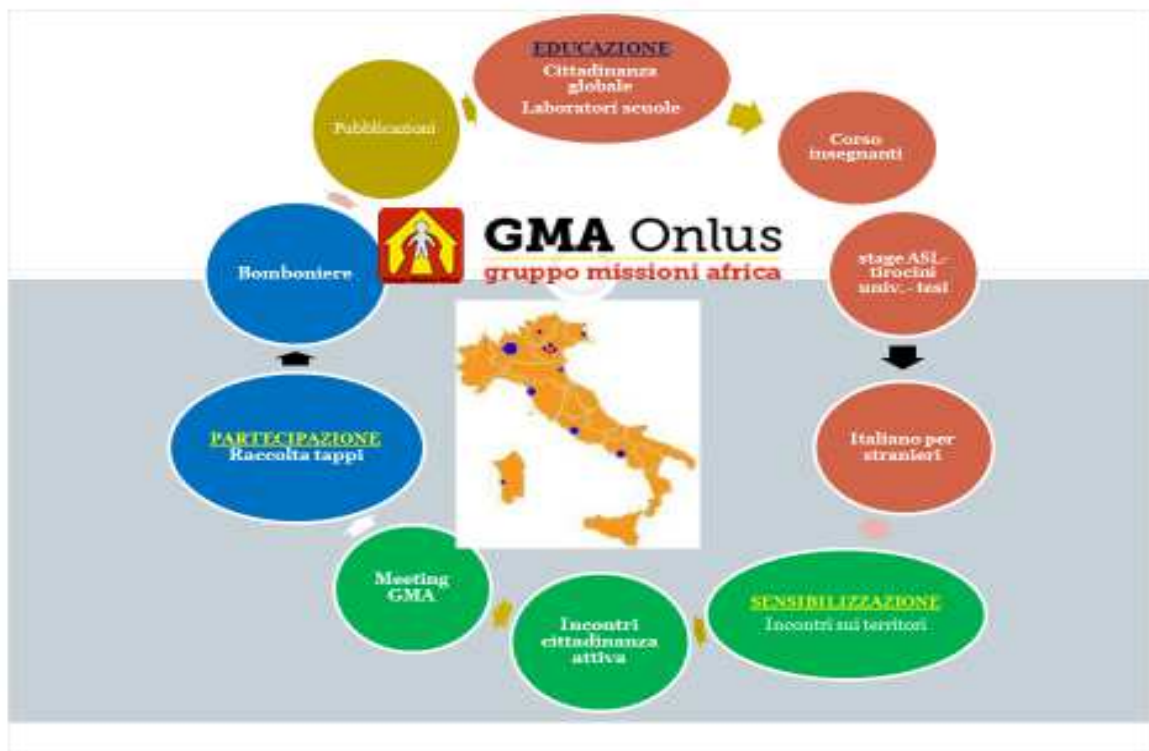 EDUCAZIONE
Cittadinanza
globale
Laboratori scuole
Corso
insegnanti
stage ASL-
tirocini
univ.- tesi
Italiano per
stranieri
SENSIBILIZZAZIONE
Incontri sui territori
Incontri
cittadinanza
attiva
Meeting
GMA
PARTECIPAZIONE
Raccolta tappi
Bomboniere
Pubblicazioni
GMA Onlus
gruppo missioni africa